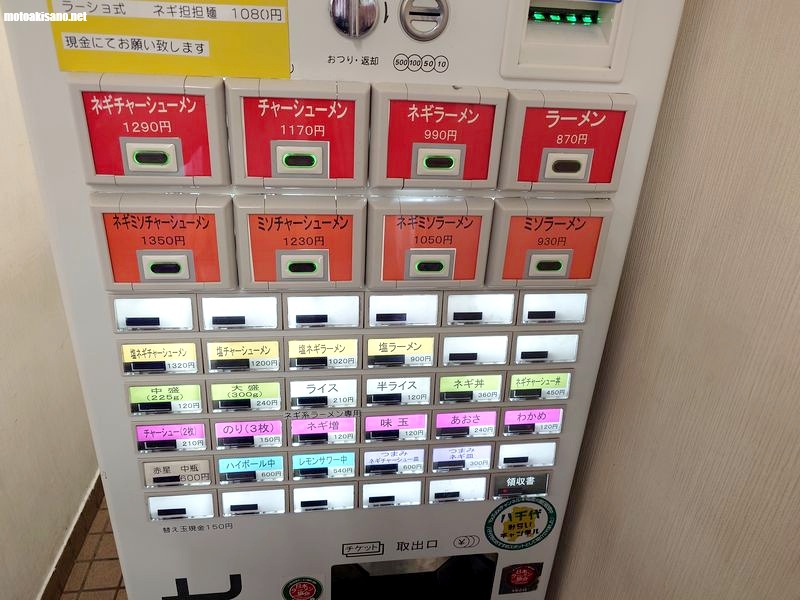 motoakisano.net
ラーショ式 ネギ担担麺 1080円
現金にてお願い致します
おつり・返却
500 100 50 10
ネギチャーシューメン
1290円
チャーシューメン
1170円
ネギラーメン
990円
ラーメン
870円
ネギミソチャーシューメン
1350円
ミソチャーシューメン
1230円
ネギミソラーメン
1050円
ミソラーメン
930円
塩ネギチャーシューメン
1320円
塩チャーシューメン
1200円
塩ネギラーメン
1020円
塩ラーメン
900円
中盛
(225g)
120円
大盛
(300g)
240円
ライス
210円
半ライス
120円
ネギ丼
360円
ネギチャーシュー丼
450円
チャーシュー(2枚)
210円
のり(3枚)
150円
ネギ系ラーメン専用
ネギ増
120円
味玉
120円
あおさ
240円
わかめ
120円
赤星 中瓶
600円
ハイボール中
600円
レモンサワー中
540円
つまみ
ネギチャーシュー皿
600円
つまみ
ネギ皿
300円
領収書
替え玉現金150円
八千代
みらい
チャンネル
チケット
取出口